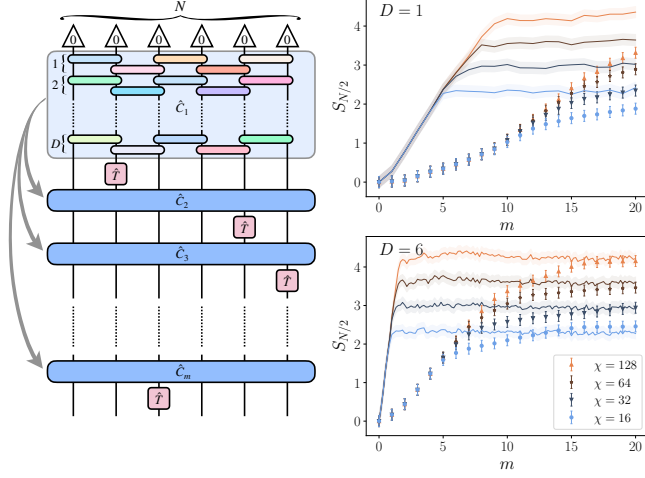 N
0 0 0 0 0 0
1 {
2 {
Ĉ₁
D {
T̂
Ĉ₂
T̂
Ĉ₃
T̂
Ĉₘ
T̂
D = 1
S_{N/2}
4
3
2
1
0
0 5 10 15 20
m
D = 6
S_{N/2}
4
3
2
1
0
χ = 128
χ = 64
χ = 32
χ = 16
0 5 10 15 20
m